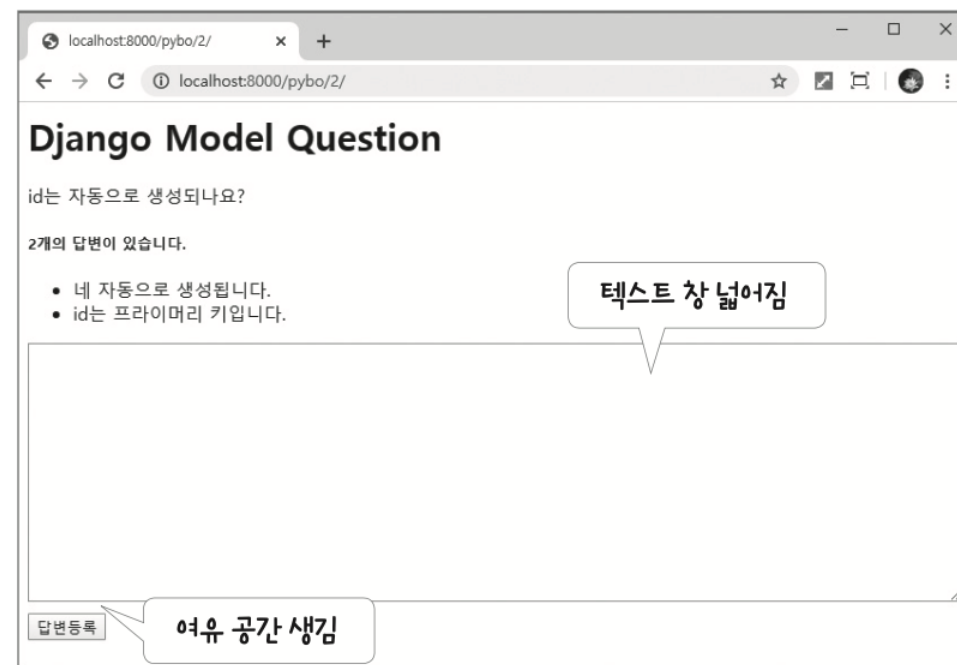 localhost:8000/pybo/2/
localhost:8000/pybo/2/
Django Model Question
id는 자동으로 생성되나요?
2개의 답변이 있습니다.
네 자동으로 생성됩니다.
id는 프라이머리 키입니다.
텍스트 창 넓어짐
답변등록
여유 공간 생김